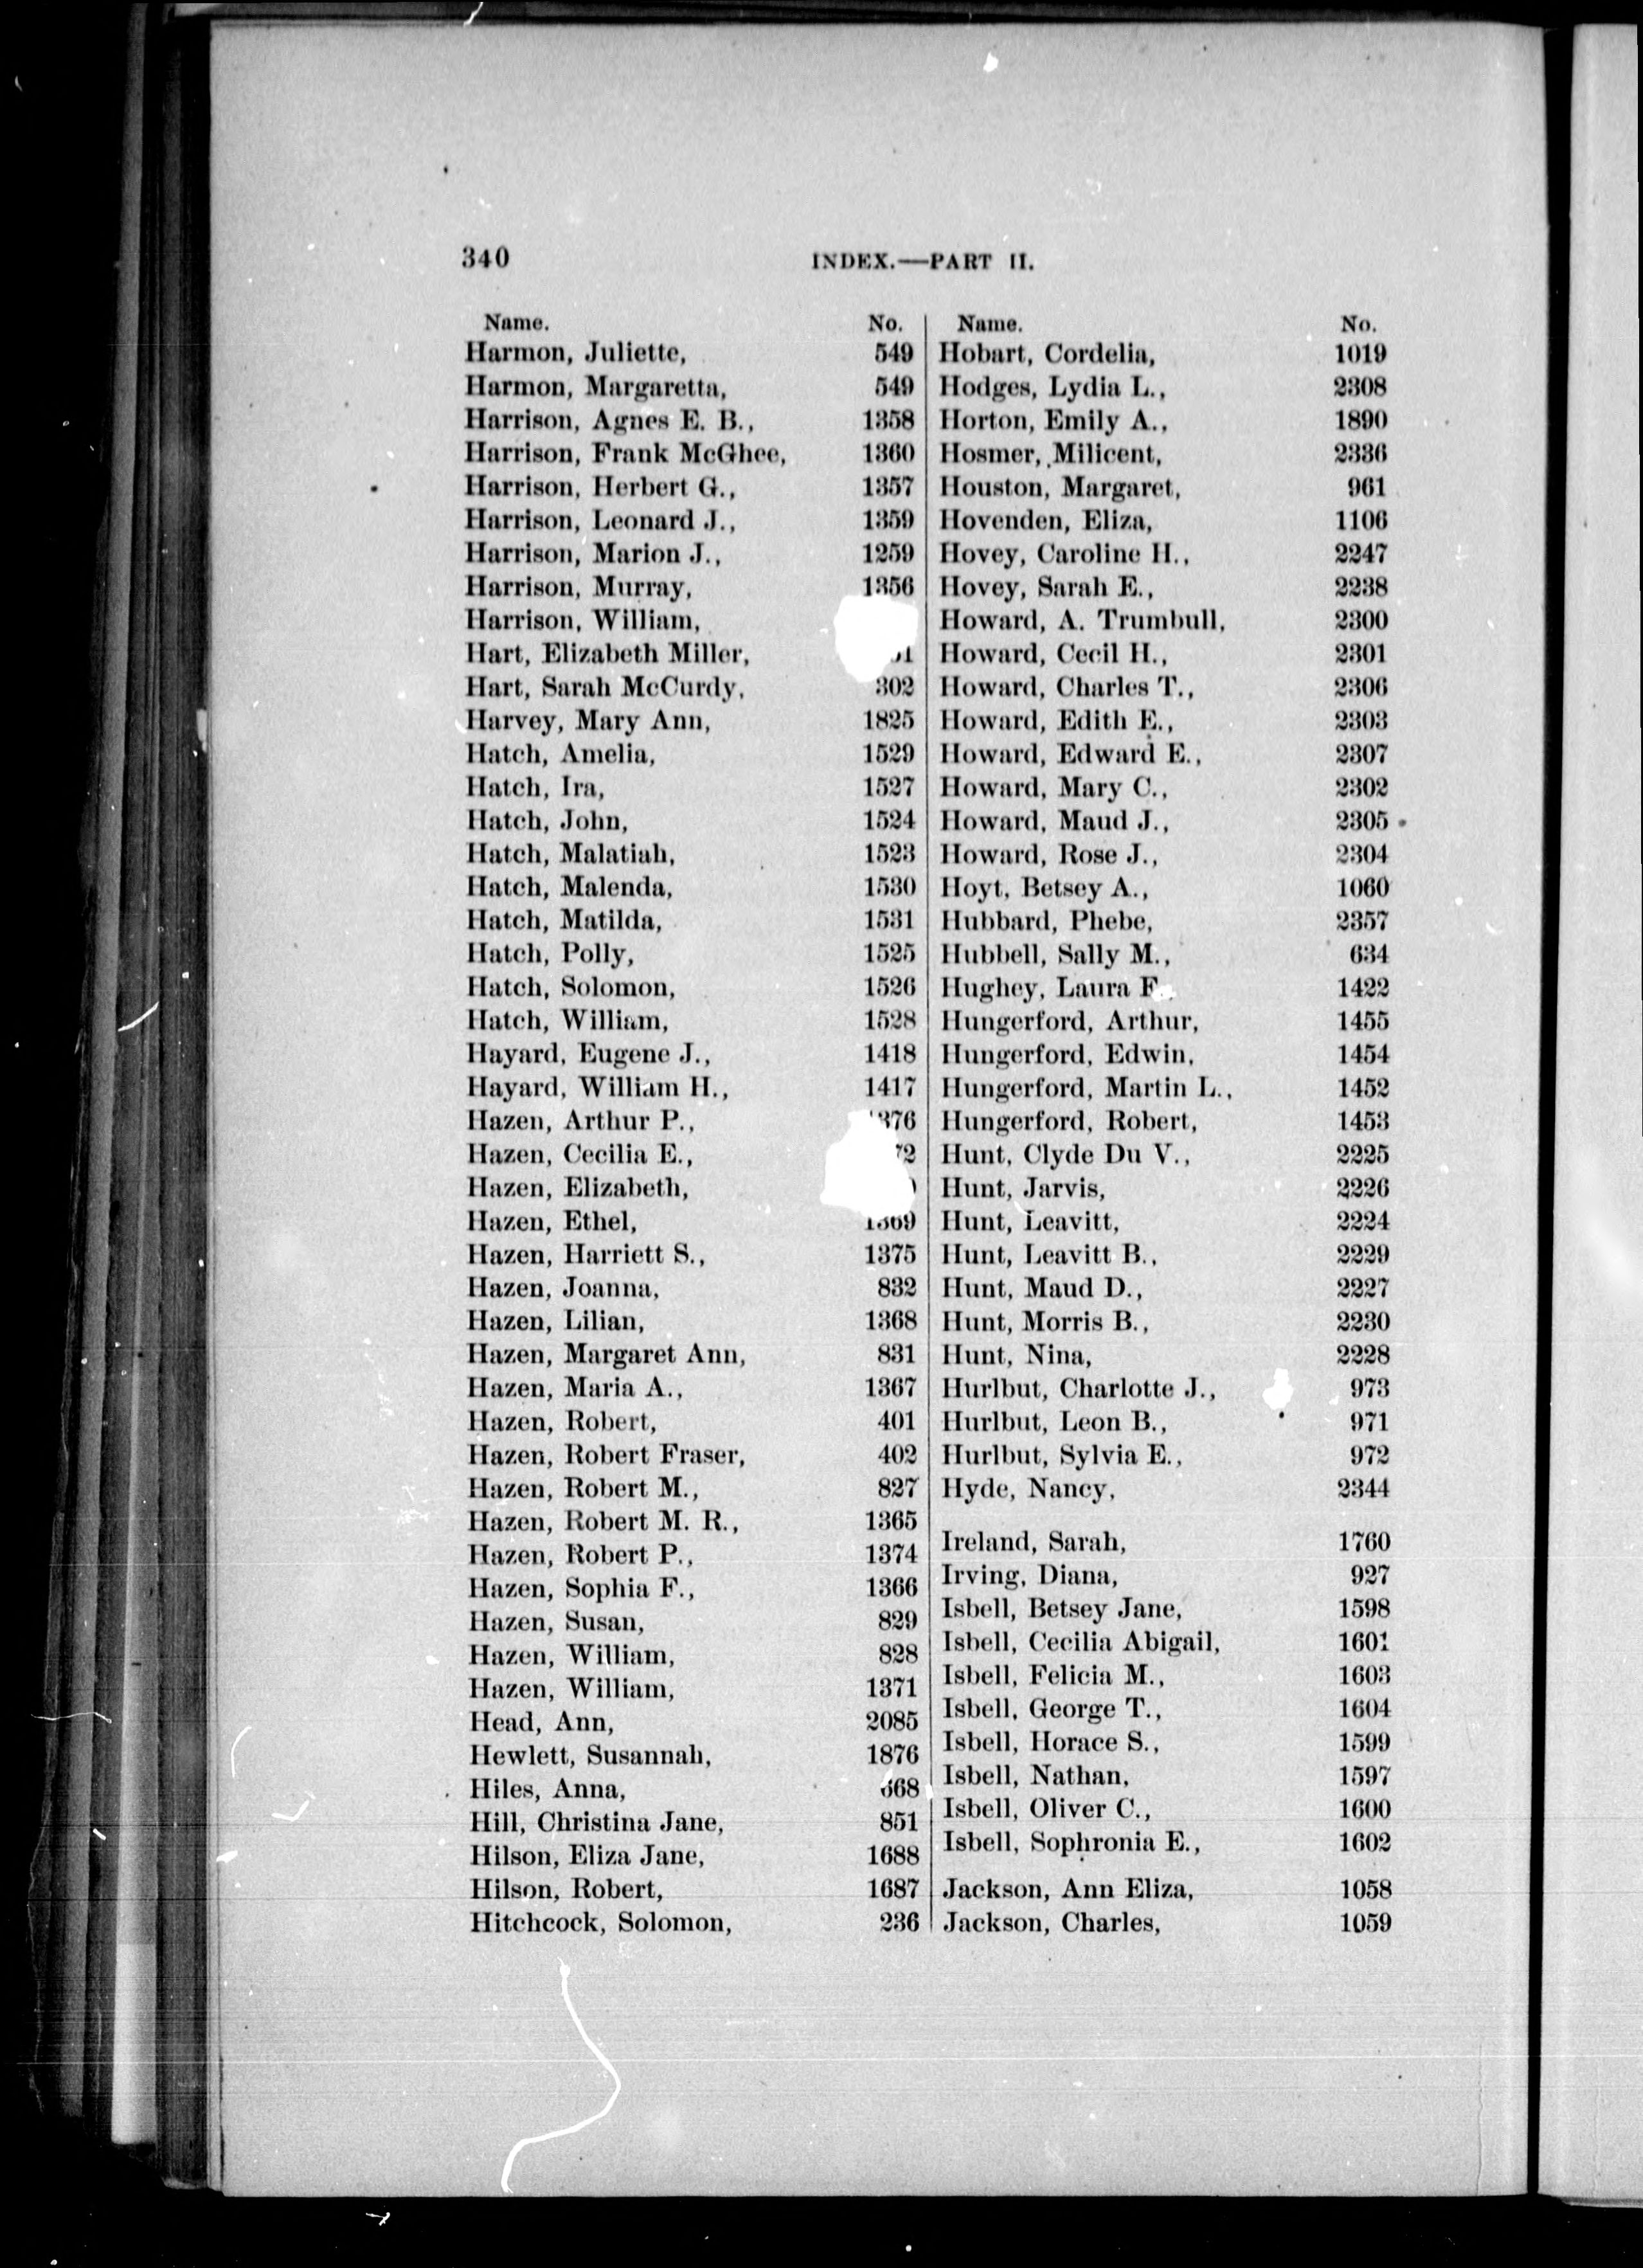 340 INDEX.—PART II.
Name. No.
Harmon, Juliette, 549
Harmon, Margaretta, 549
Harrison, Agnes E. B., 1358
Harrison, Frank McGhee, 1360
Harrison, Herbert G., 1357
Harrison, Leonard J., 1359
Harrison, Marion J., 1259
Harrison, Murray, 1356
Harrison, William,
Hart, Elizabeth Miller,
Hart, Sarah McCurdy, 302
Harvey, Mary Ann, 1825
Hatch, Amelia, 1529
Hatch, Ira, 1527
Hatch, John, 1524
Hatch, Malatiah, 1523
Hatch, Malenda, 1530
Hatch, Matilda, 1531
Hatch, Polly, 1525
Hatch, Solomon, 1526
Hatch, William, 1528
Hayard, Eugene J., 1418
Hayard, William H., 1417
Hazen, Arthur P., 1376
Hazen, Cecilia E.,
Hazen, Elizabeth,
Hazen, Ethel, 1369
Hazen, Harriett S., 1375
Hazen, Joanna, 832
Hazen, Lilian, 1368
Hazen, Margaret Ann, 831
Hazen, Maria A., 1367
Hazen, Robert, 401
Hazen, Robert Fraser, 402
Hazen, Robert M., 827
Hazen, Robert M. R., 1365
Hazen, Robert P., 1374
Hazen, Sophia F., 1366
Hazen, Susan, 829
Hazen, William, 828
Hazen, William, 1371
Head, Ann, 2085
Hewlett, Susannah, 1876
Hiles, Anna,
Hill, Christina Jane, 851
Hilson, Eliza Jane, 1688
Hilson, Robert, 1687
Hitchcock, Solomon, 236
Name. No.
Hobart, Cordelia, 1019
Hodges, Lydia L., 2308
Horton, Emily A., 1890
Hosmer, Milicent, 2336
Houston, Margaret, 961
Hovenden, Eliza, 1106
Hovey, Caroline H., 2247
Hovey, Sarah E., 2238
Howard, A. Trumbull, 2300
Howard, Cecil H., 2301
Howard, Charles T., 2306
Howard, Edith E., 2303
Howard, Edward E., 2307
Howard, Mary C., 2302
Howard, Maud J., 2305
Howard, Rose J., 2304
Hoyt, Betsey A., 1060
Hubbard, Phebe, 2357
Hubbell, Sally M., 634
Hughey, Laura F. 1422
Hungerford, Arthur, 1455
Hungerford, Edwin, 1454
Hungerford, Martin L., 1452
Hungerford, Robert, 1453
Hunt, Clyde Du V., 2225
Hunt, Jarvis, 2226
Hunt, Leavitt, 2224
Hunt, Leavitt B., 2229
Hunt, Maud D., 2227
Hunt, Morris B., 2230
Hunt, Nina, 2228
Hurlbut, Charlotte J., 973
Hurlbut, Leon B., 971
Hurlbut, Sylvia E., 972
Hyde, Nancy, 2344
Ireland, Sarah, 1760
Irving, Diana, 927
Isbell, Betsey Jane, 1598
Isbell, Cecilia Abigail, 1601
Isbell, Felicia M., 1603
Isbell, George T., 1604
Isbell, Horace S., 1599
Isbell, Nathan, 1597
Isbell, Oliver C., 1600
Isbell, Sophronia E., 1602
Jackson, Ann Eliza, 1058
Jackson, Charles, 1059